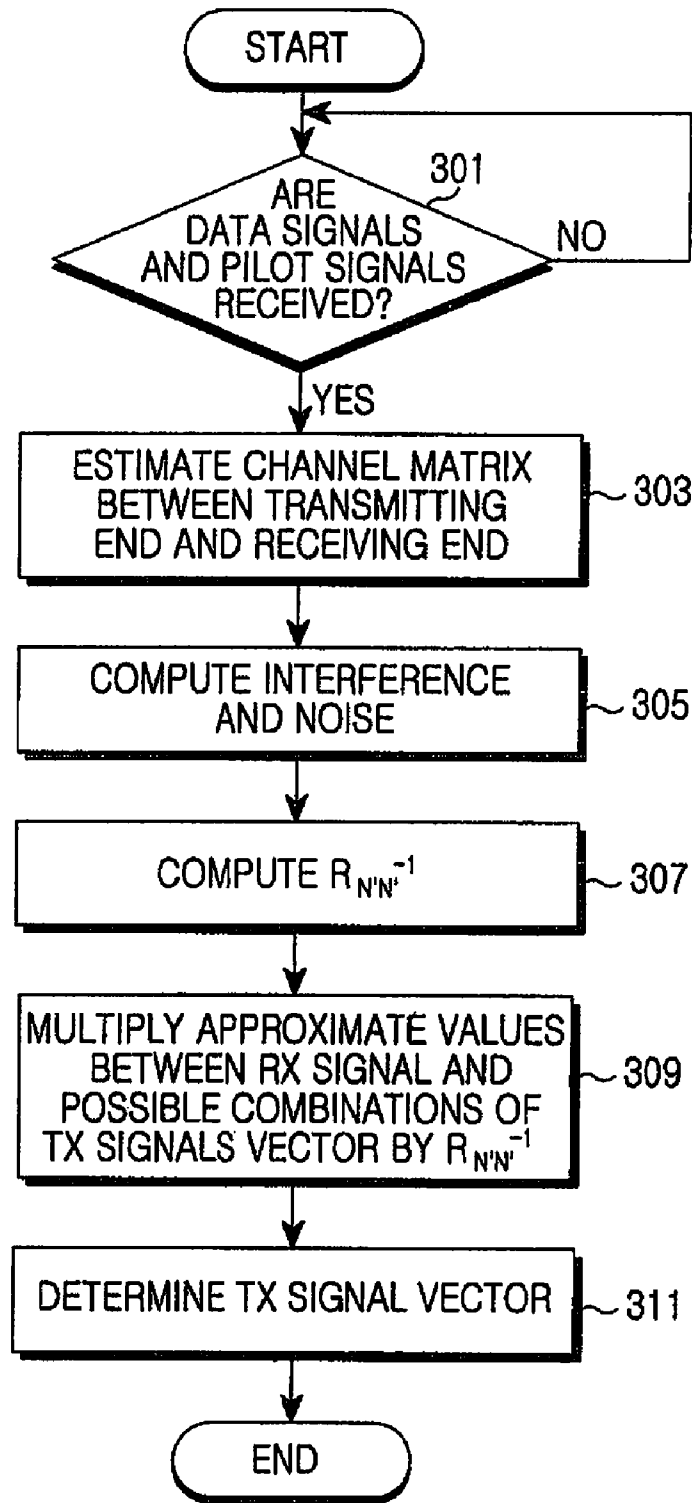 START
301
ARE
DATA SIGNALS
AND PILOT SIGNALS
RECEIVED?
NO
YES
ESTIMATE CHANNEL MATRIX
BETWEEN TRANSMITTING
END AND RECEIVING END
303
COMPUTE INTERFERENCE
AND NOISE
305
COMPUTE R_{N'N'}^{-1}
307
MULTIPLY APPROXIMATE VALUES
BETWEEN RX SIGNAL AND
POSSIBLE COMBINATIONS OF
TX SIGNALS VECTOR BY R_{N'N'}^{-1}
309
DETERMINE TX SIGNAL VECTOR
311
END